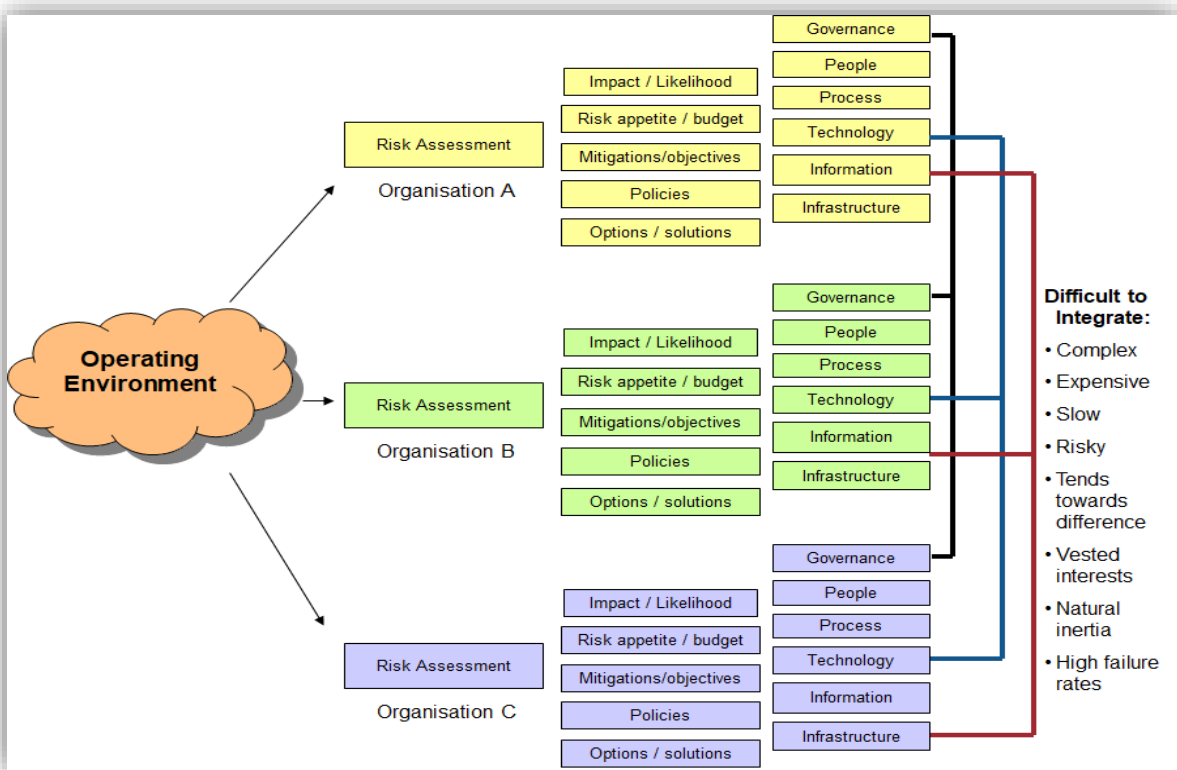 Operating
Environment
Risk Assessment
Organisation A
Impact / Likelihood
Risk appetite / budget
Mitigations/objectives
Policies
Options / solutions
Governance
People
Process
Technology
Information
Infrastructure
Risk Assessment
Organisation B
Impact / Likelihood
Risk appetite / budget
Mitigations/objectives
Policies
Options / solutions
Governance
People
Process
Technology
Information
Infrastructure
Risk Assessment
Organisation C
Impact / Likelihood
Risk appetite / budget
Mitigations/objectives
Policies
Options / solutions
Governance
People
Process
Technology
Information
Infrastructure
Difficult to
Integrate:
• Complex
• Expensive
• Slow
• Risky
• Tends
towards
difference
• Vested
interests
• Natural
inertia
• High failure
rates